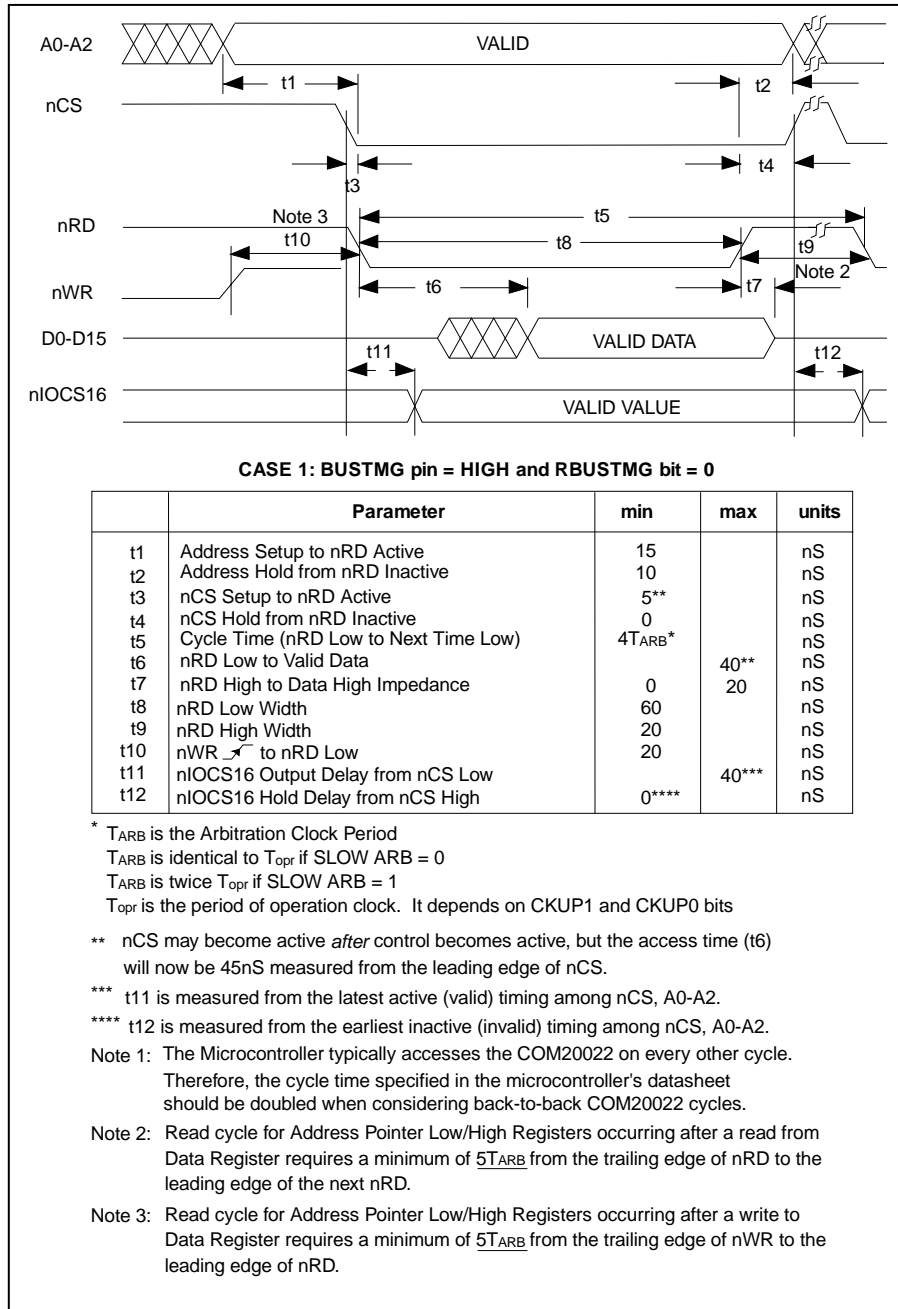 A0-A2
VALID
t1
t2
nCS
t3
t4
nRD
Note 3
t5
t10
t8
t9
nWR
t6
t7
Note 2
D0-D15
VALID DATA
t11
t12
nIOCS16
VALID VALUE
CASE 1: BUSTMG pin = HIGH and RBUSTMG bit = 0
Parameter min max units
t1 Address Setup to nRD Active 15 nS
t2 Address Hold from nRD Inactive 10 nS
t3 nCS Setup to nRD Active 5** nS
t4 nCS Hold from nRD Inactive 0 nS
t5 Cycle Time (nRD Low to Next Time Low) 4TARB* nS
t6 nRD Low to Valid Data 40** nS
t7 nRD High to Data High Impedance 0 20 nS
t8 nRD Low Width 60 nS
t9 nRD High Width 20 nS
t10 nWR to nRD Low 20 nS
t11 nIOCS16 Output Delay from nCS Low 40*** nS
t12 nIOCS16 Hold Delay from nCS High 0**** nS
* TARB is the Arbitration Clock Period
TARB is identical to Topr if SLOW ARB = 0
TARB is twice Topr if SLOW ARB = 1
Topr is the period of operation clock. It depends on CKUP1 and CKUP0 bits
** nCS may become active after control becomes active, but the access time (t6)
will now be 45nS measured from the leading edge of nCS.
*** t11 is measured from the latest active (valid) timing among nCS, A0-A2.
**** t12 is measured from the earliest inactive (invalid) timing among nCS, A0-A2.
Note 1: The Microcontroller typically accesses the COM20022 on every other cycle.
Therefore, the cycle time specified in the microcontroller's datasheet
should be doubled when considering back-to-back COM20022 cycles.
Note 2: Read cycle for Address Pointer Low/High Registers occurring after a read from
Data Register requires a minimum of 5TARB from the trailing edge of nRD to the
leading edge of the next nRD.
Note 3: Read cycle for Address Pointer Low/High Registers occurring after a write to
Data Register requires a minimum of 5TARB from the trailing edge of nWR to the
leading edge of nRD.